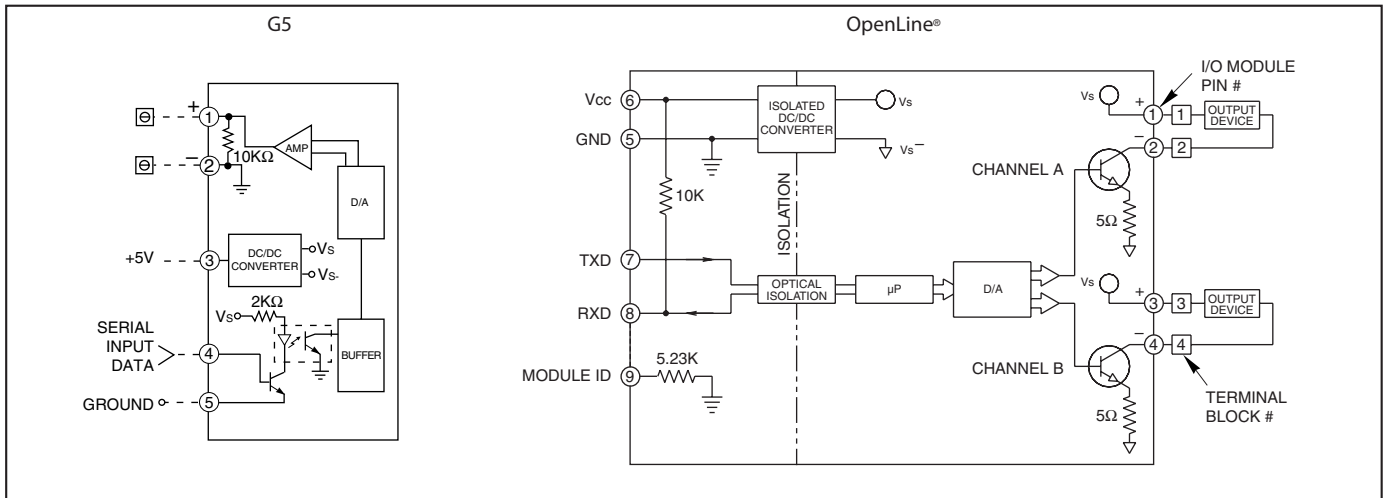 G5
+
1
10KΩ
AMP
−
2
D/A
+5V
3
DC/DC
CONVERTER
VS
VS-
2KΩ
VS
SERIAL
INPUT
DATA
4
BUFFER
GROUND
5
OpenLine®
I/O MODULE
PIN #
Vcc
6
ISOLATED
DC/DC
CONVERTER
Vs
Vs
+
1
1
OUTPUT
DEVICE
GND
5
Vs−
−
2
2
10K
ISOLATION
CHANNEL A
5Ω
TXD
7
OPTICAL
ISOLATION
µP
D/A
Vs
+
3
3
OUTPUT
DEVICE
RXD
8
−
4
4
5.23K
MODULE ID
9
CHANNEL B
5Ω
TERMINAL
BLOCK #